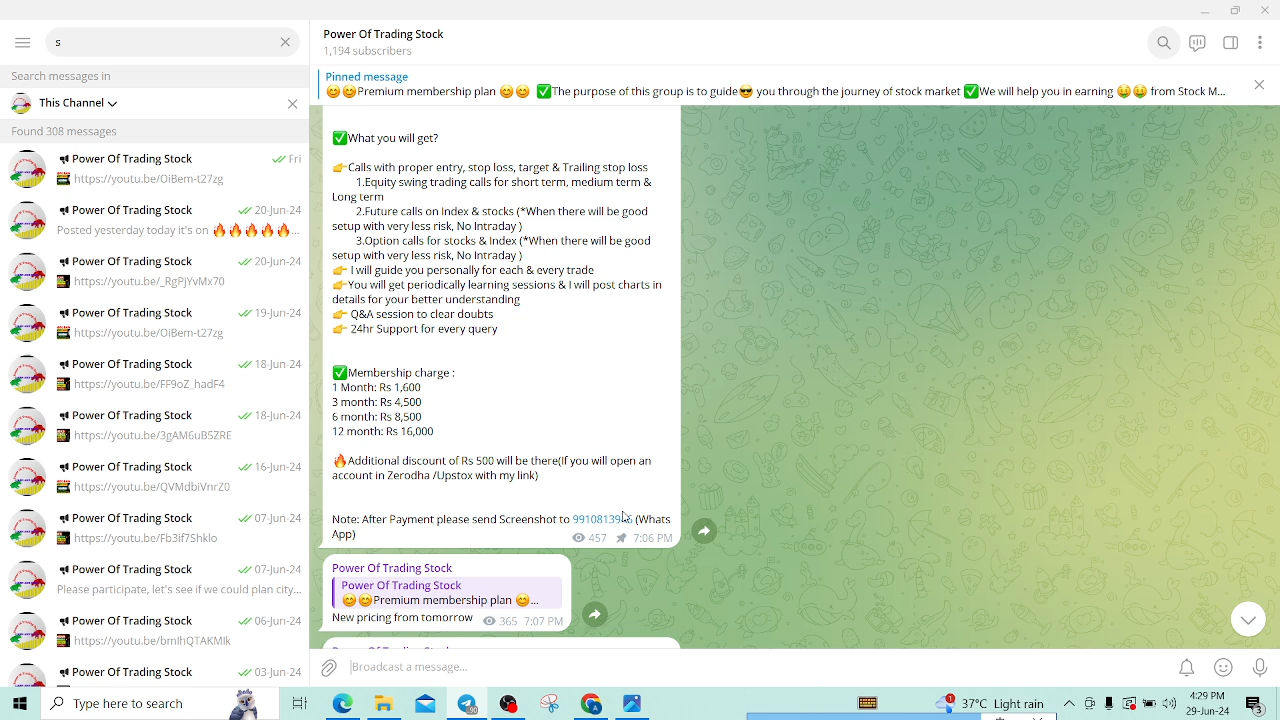 s
Power Of Trading Stock
1,194 subscribers
Search messages in
This Channel
Found 308 messages
Power Of Trading Stock Fri
https://youtu.be/OiBem-t27zg
Power Of Trading Stock 20-Jun-24
Posted yesterday today it's on 🔥🔥🔥🔥🔥...
Power Of Trading Stock 20-Jun-24
https://youtu.be/_RgPJYvMx70
Power Of Trading Stock 19-Jun-24
https://youtu.be/OiBem-t27zg
Power Of Trading Stock 18-Jun-24
https://youtu.be/FF9oZ_hadF4
Power Of Trading Stock 18-Jun-24
https://youtu.be/3gAM6uB5ZRE
Power Of Trading Stock 16-Jun-24
https://youtu.be/QVMdbiVnrZ0
Power Of Trading Stock 07-Jun-24
https://youtu.be/Fb3if7Shklo
Power Of Trading Stock 07-Jun-24
Please participate, let's see if we could plan city...
Power Of Trading Stock 06-Jun-24
https://youtu.be/bmIhQTAKMlk
Power Of Trading Stock 03-Jun-24
Pinned message
😊😊Premium membership plan 😊😊 ✅The purpose of this group is to guide😎 you through the journey of stock market ✅We will help you in earning 🤑🤑 from Stock M...
✅What you will get?
👉Calls with proper entry, stop loss, target & Trailing stop loss
1.Equity swing trading calls for short term, medium term &
Long term
2.Future calls on Index & stocks (*When there will be good
setup with very less risk, No Intraday )
3.Option calls for stocks & Index (*When there will be good
setup with very less risk, No Intraday )
👉 I will guide you personally for each & every trade
👉You will get periodically learning sessions & I will post charts in
details for your better understanding
👉 Q&A session to clear doubts
👉 24hr Support for every query
✅Membership charge :
1 Month: Rs 1,600
3 month: Rs 4,500
6 month: Rs 8,500
12 month: Rs 16,000
🔥Additional discount of Rs 500 will be there(If you will open an
account in Zerodha /Upstox with my link)
Note: After Payment please send Screenshot to (Whats
App)
457 7:06 PM
Power Of Trading Stock
Power Of Trading Stock
😊😊Premium membership plan 😊...
New pricing from tomorrow 365 7:07 PM
Broadcast a message...
Type here to search
1
37°C Light rain
4:29 PM
29-Jun-24
3